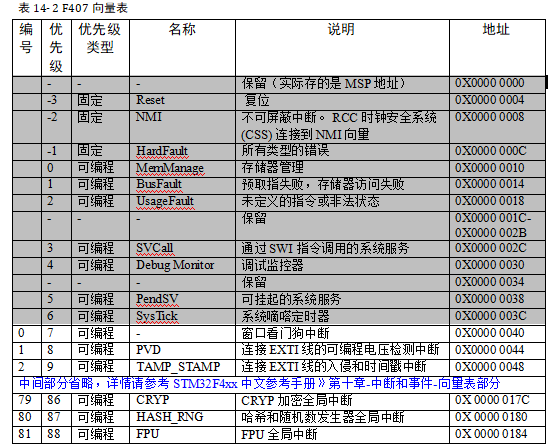 表 14-2 F407 向量表
编号 优先级 优先级类型 名称 说明 地址
- - - 保留（实际存的是 MSP 地址） 0X0000 0000
-3 固定 Reset 复位 0X0000 0004
-2 固定 NMI 不可屏蔽中断。 RCC 时钟安全系统
(CSS) 连接到 NMI 向量 0X0000 0008
-1 固定 HardFault 所有类型的错误 0X0000 000C
0 可编程 MemManage 存储器管理 0X0000 0010
1 可编程 BusFault 预取指失败，存储器访问失败 0X0000 0014
2 可编程 UsageFault 未定义的指令或非法状态 0X0000 0018
- - - 保留 0X0000 001C-
0X0000 002B
3 可编程 SVCall 通过 SWI 指令调用的系统服务 0X0000 002C
4 可编程 Debug Monitor 调试监控器 0X0000 0030
- - - 保留 0X0000 0034
5 可编程 PendSV 可挂起的系统服务 0X0000 0038
6 可编程 SysTick 系统嘀嗒定时器 0X0000 003C
0 7 可编程 - 窗口看门狗中断 0X0000 0040
1 8 可编程 PVD 连接 EXTI 线的可编程电压检测中断 0X0000 0044
2 9 可编程 TAMP_STAMP 连接 EXTI 线的入侵和时间戳中断 0X0000 0048
中间部分省略，详情请参考 STM32F4xx 中文参考手册》第十章-中断和事件-向量表部分
79 86 可编程 CRYP CRYP 加密全局中断 0X0000 017C
80 87 可编程 HASH_RNG 哈希和随机数发生器全局中断 0X0000 0180
81 88 可编程 FPU FPU 全局中断 0X0000 0184